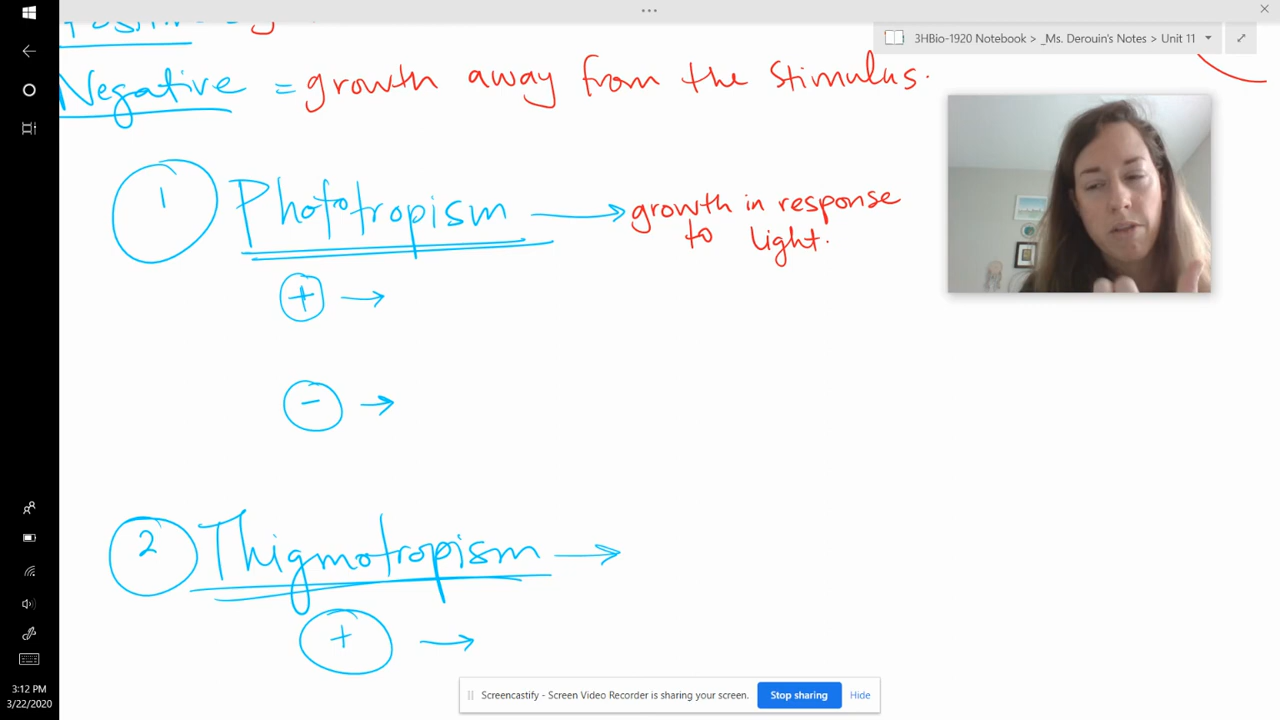 Positive
3HBio-1920 Notebook > _Ms. Derouin's Notes > Unit 11
Negative = growth away from the stimulus.
1 Phototropism → growth in response
to light.
+ →
- →
2 Thigmotropism →
+ →
Screencastify - Screen Video Recorder is sharing your screen. Stop sharing Hide
3:12 PM
3/22/2020